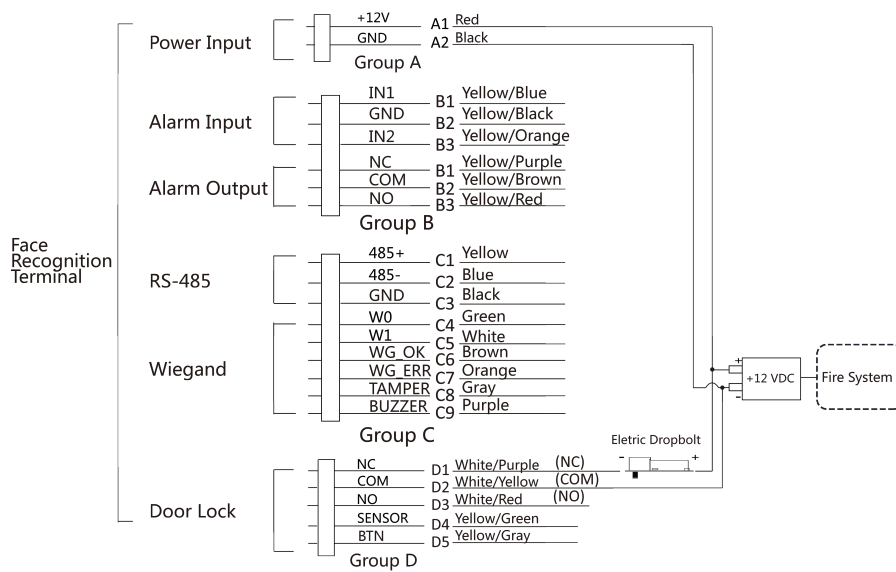 Face
Recognition
Terminal
Power Input
+12V A1 Red
GND A2 Black
Group A
Alarm Input
IN1 B1 Yellow/Blue
GND B2 Yellow/Black
IN2 B3 Yellow/Orange
Alarm Output
NC B1 Yellow/Purple
COM B2 Yellow/Brown
NO B3 Yellow/Red
Group B
RS-485
485+ C1 Yellow
485- C2 Blue
GND C3 Black
Wiegand
W0 C4 Green
W1 C5 White
WG_OK C6 Brown
WG_ERR C7 Orange
TAMPER C8 Gray
BUZZER C9 Purple
Group C
Door Lock
NC D1 White/Purple (NC)
COM D2 White/Yellow (COM)
NO D3 White/Red (NO)
SENSOR D4 Yellow/Green
BTN D5 Yellow/Gray
Group D
Eletric Dropbolt
- +
+
+12 VDC
-
Fire System